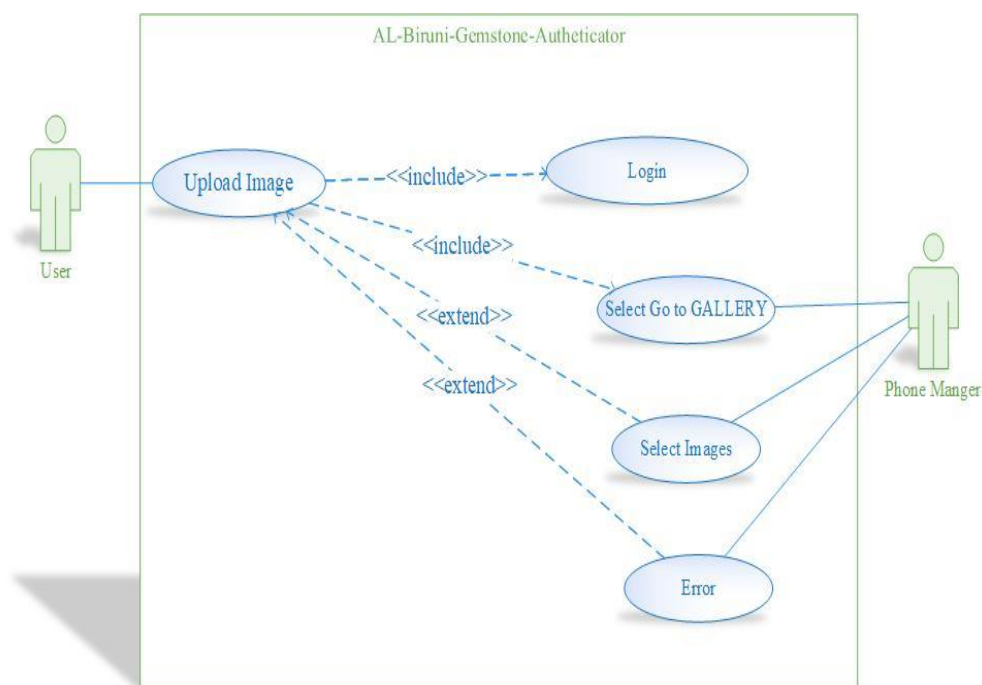 AL-Biruni-Gemstone-Autheticator
Upload Image
<<include>>
Login
<<include>>
User
Select Go to GALLERY
<<extend>>
Phone Manger
<<extend>>
Select Images
Error